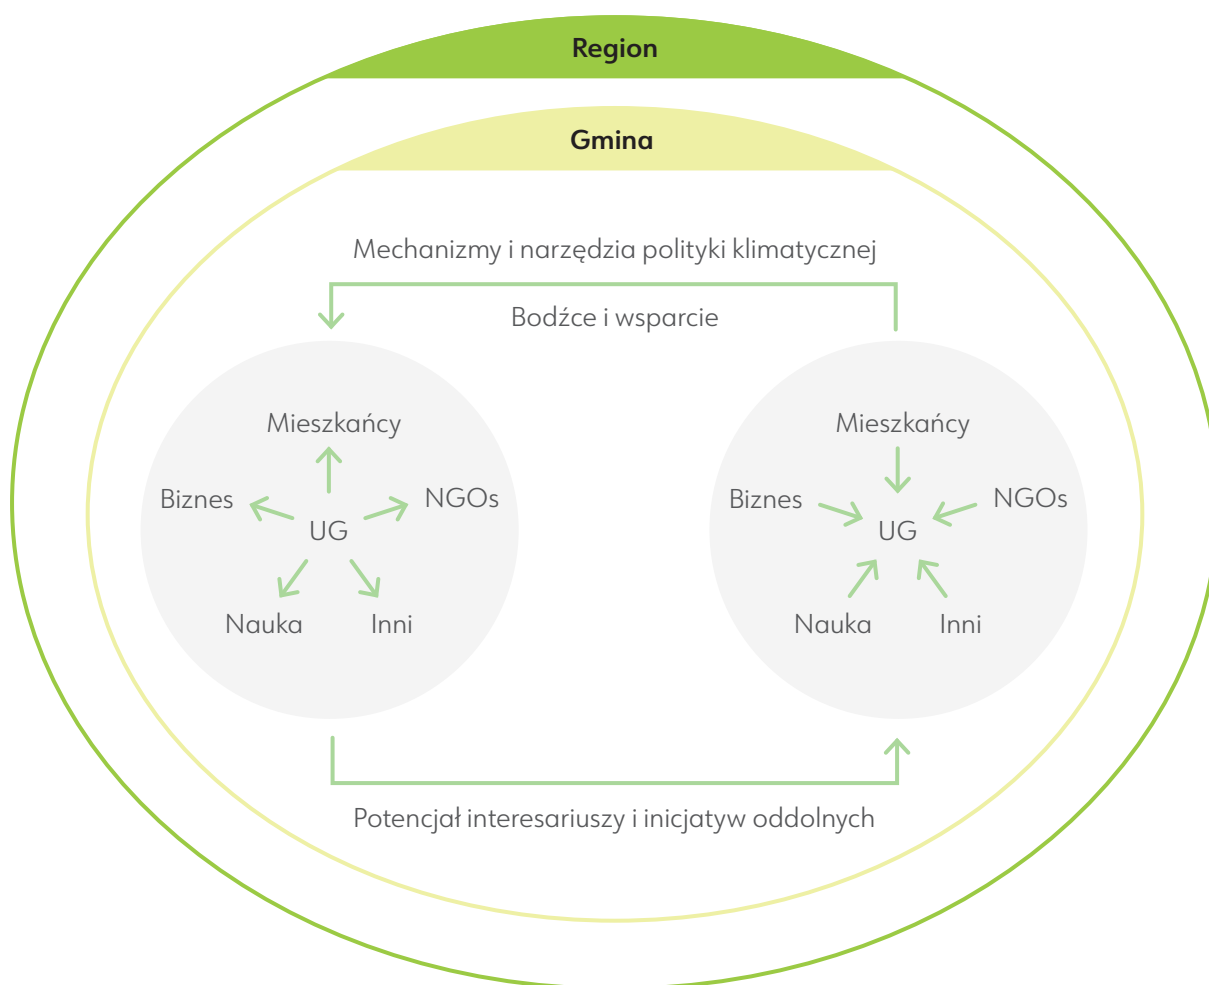 Region
Gmina
Mechanizmy i narzędzia polityki klimatycznej
Bodźce i wsparcie
Mieszkańcy
Biznes
NGOs
UG
Nauka
Inni
Mieszkańcy
Biznes
NGOs
UG
Nauka
Inni
Potencjał interesariuszy i inicjatyw oddolnych